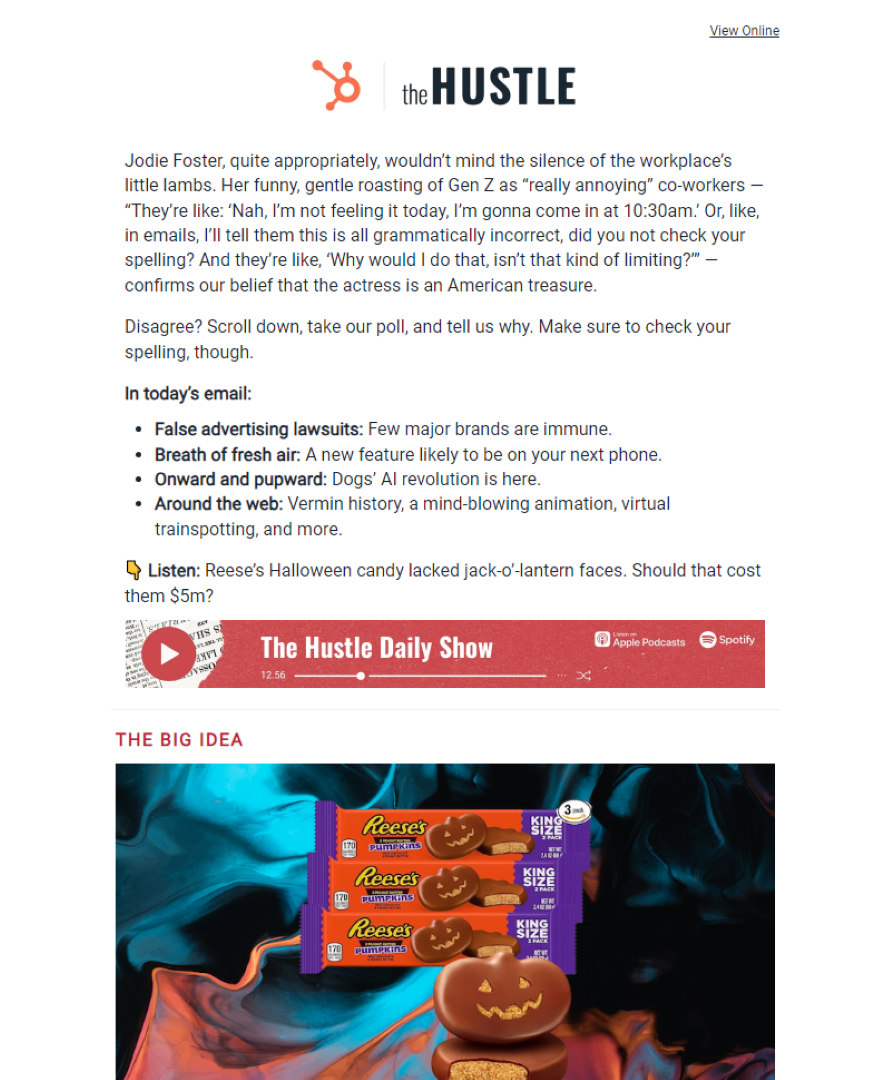 View Online
the HUSTLE
Jodie Foster, quite appropriately, wouldn’t mind the silence of the workplace’s
little lambs. Her funny, gentle roasting of Gen Z as “really annoying” co-workers —
“They’re like: ‘Nah, I’m not feeling it today, I’m gonna come in at 10:30am.’ Or, like,
in emails, I’ll tell them this is all grammatically incorrect, did you not check your
spelling? And they’re like, ‘Why would I do that, isn’t that kind of limiting?’” —
confirms our belief that the actress is an American treasure.
Disagree? Scroll down, take our poll, and tell us why. Make sure to check your
spelling, though.
In today’s email:
• False advertising lawsuits: Few major brands are immune.
• Breath of fresh air: A new feature likely to be on your next phone.
• Onward and pupward: Dogs’ AI revolution is here.
• Around the web: Vermin history, a mind-blowing animation, virtual
trainspotting, and more.
👇 Listen: Reese’s Halloween candy lacked jack-o’-lantern faces. Should that cost
them $5m?
The Hustle Daily Show
12.56
Listen on
Apple Podcasts
Spotify
THE BIG IDEA
3 pack
Reese's
PUMPKINS
170
KING
SIZE
2 PACK
Reese's
PUMPKINS
170
KING
SIZE
2 PACK
Reese's
PUMPKINS
170
KING
SIZE
2 PACK